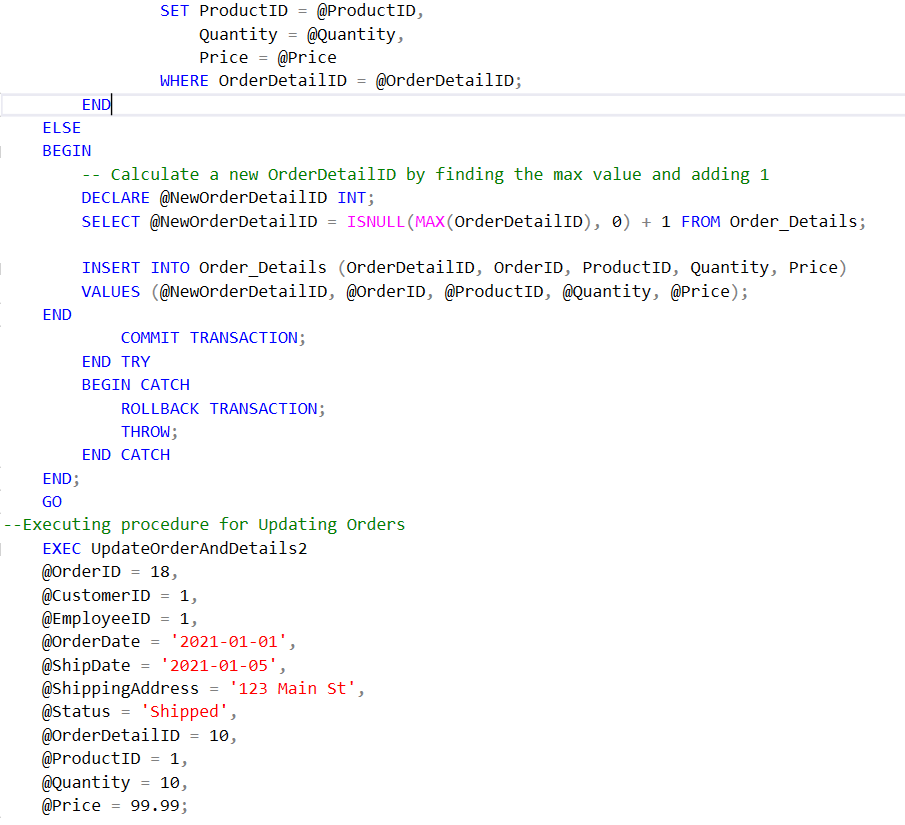 SET ProductID = @ProductID,
Quantity = @Quantity,
Price = @Price
WHERE OrderDetailID = @OrderDetailID;
END
ELSE
BEGIN
-- Calculate a new OrderDetailID by finding the max value and adding 1
DECLARE @NewOrderDetailID INT;
SELECT @NewOrderDetailID = ISNULL(MAX(OrderDetailID), 0) + 1 FROM Order_Details;
INSERT INTO Order_Details (OrderDetailID, OrderID, ProductID, Quantity, Price)
VALUES (@NewOrderDetailID, @OrderID, @ProductID, @Quantity, @Price);
END
COMMIT TRANSACTION;
END TRY
BEGIN CATCH
ROLLBACK TRANSACTION;
THROW;
END CATCH
END;
GO
--Executing procedure for Updating Orders
EXEC UpdateOrderAndDetails2
@OrderID = 18,
@CustomerID = 1,
@EmployeeID = 1,
@OrderDate = '2021-01-01',
@ShipDate = '2021-01-05',
@ShippingAddress = '123 Main St',
@Status = 'Shipped',
@OrderDetailID = 10,
@ProductID = 1,
@Quantity = 10,
@Price = 99.99;